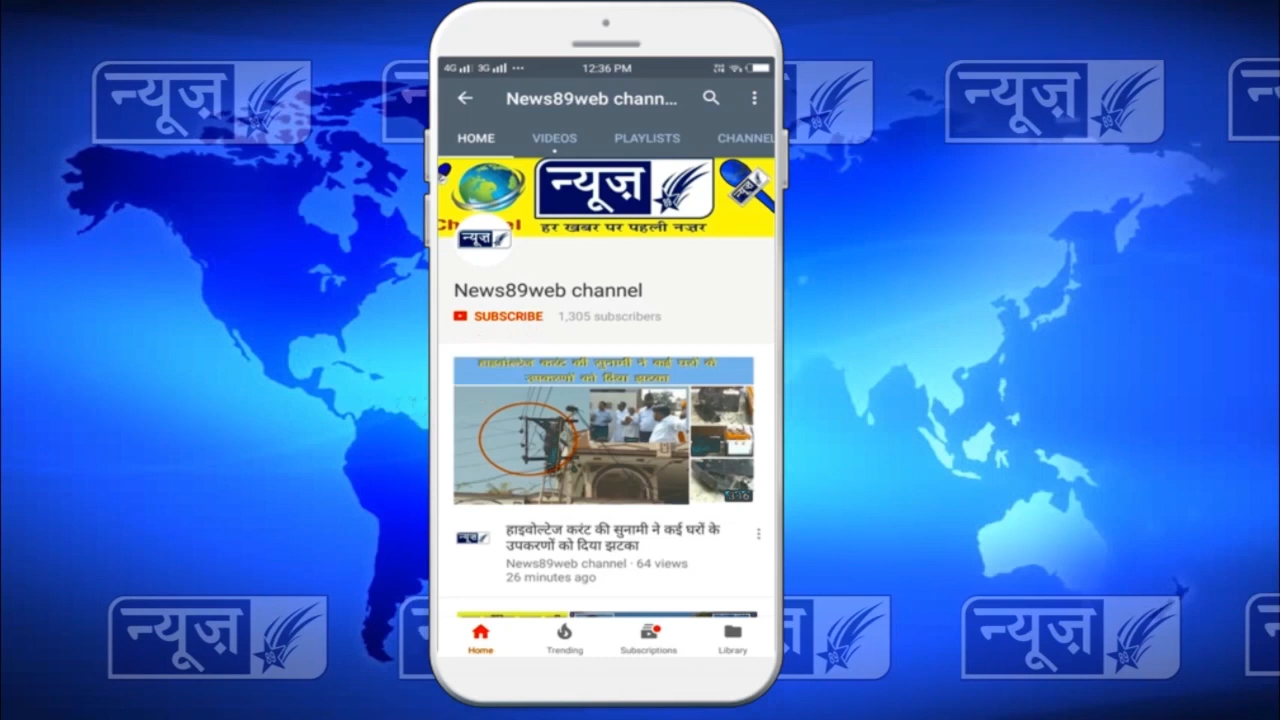 4G 3G 12:36 PM
News89web chann...
HOME VIDEOS PLAYLISTS CHANNEL
न्यूज़
हर खबर पर पहली नज़र
न्यूज़
News89web channel
SUBSCRIBE 1,305 subscribers
हाइवोल्टेज करंट की सुनामी ने कई घरों के
उपकरणों को दिया झटका
हाइवोल्टेज करंट की सुनामी ने कई घरों के
उपकरणों को दिया झटका
News89web channel · 64 views
26 minutes ago
Home Trending Subscriptions Library
न्यूज़ न्यूज़
न्यूज़ न्यूज़